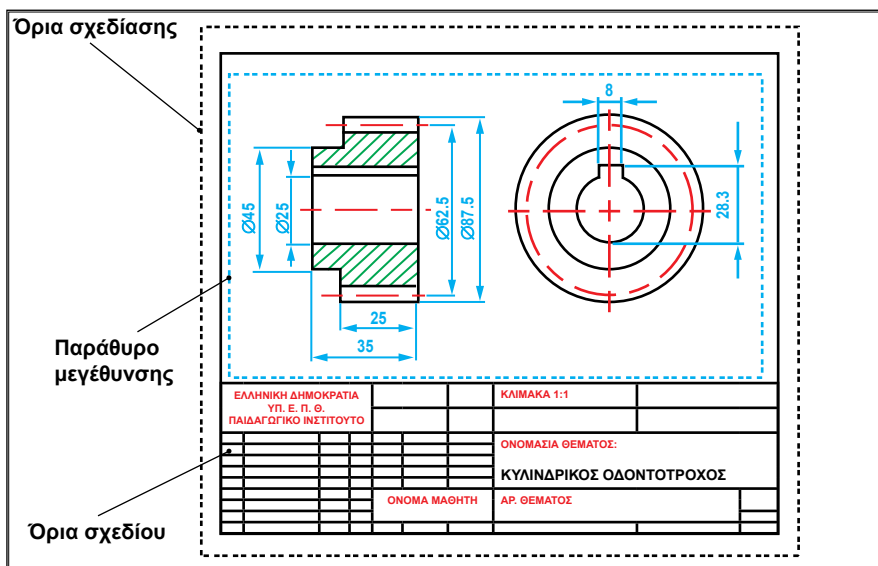 Όρια σχεδίασης
8
Ø45
Ø25
Ø62.5
Ø87.5
28.3
25
35
Παράθυρο
μεγέθυνσης
ΕΛΛΗΝΙΚΗ ΔΗΜΟΚΡΑΤΙΑ
ΥΠ. Ε. Π. Θ.
ΠΑΙΔΑΓΩΓΙΚΟ ΙΝΣΤΙΤΟΥΤΟ
ΚΛΙΜΑΚΑ 1:1
ΟΝΟΜΑΣΙΑ ΘΕΜΑΤΟΣ:
ΚΥΛΙΝΔΡΙΚΟΣ ΟΔΟΝΤΟΤΡΟΧΟΣ
ΟΝΟΜΑ ΜΑΘΗΤΗ
ΑΡ. ΘΕΜΑΤΟΣ
Όρια σχεδίου